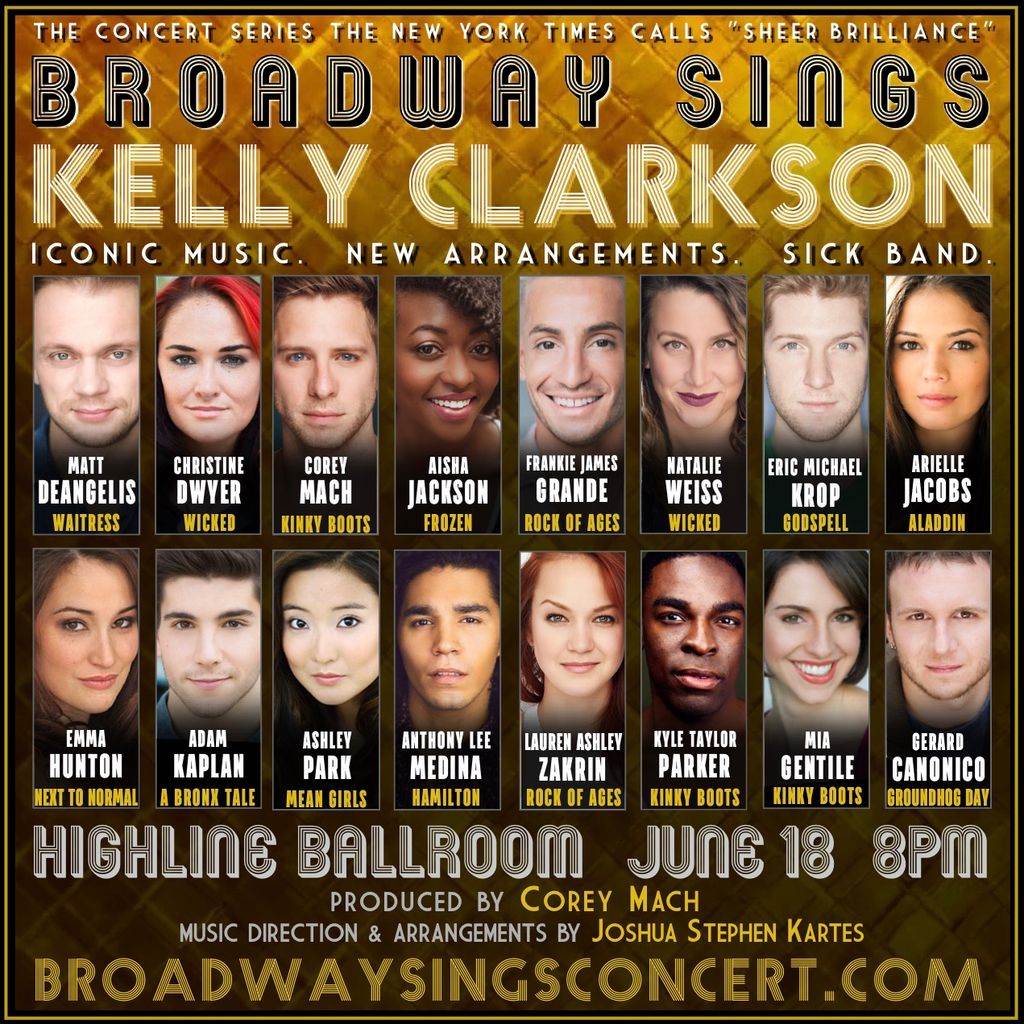 THE CONCERT SERIES THE NEW YORK TIMES CALLS "SHEER BRILLIANCE"
BROADWAY SINGS
KELLY CLARKSON
ICONIC MUSIC. NEW ARRANGEMENTS. SICK BAND.
MATT
DEANGELIS
WAITRESS
CHRISTINE
DWYER
WICKED
COREY
MACH
KINKY BOOTS
AISHA
JACKSON
FROZEN
FRANKIE JAMES
GRANDE
ROCK OF AGES
NATALIE
WEISS
WICKED
ERIC MICHAEL
KROP
GODSPELL
ARIELLE
JACOBS
ALADDIN
EMMA
HUNTON
NEXT TO NORMAL
ADAM
KAPLAN
A BRONX TALE
ASHLEY
PARK
MEAN GIRLS
ANTHONY LEE
MEDINA
HAMILTON
LAUREN ASHLEY
ZAKRIN
ROCK OF AGES
KYLE TAYLOR
PARKER
KINKY BOOTS
MIA
GENTILE
KINKY BOOTS
GERARD
CANONICO
GROUNDHOG DAY
HIGHLINE BALLROOM JUNE 18 8PM
PRODUCED BY COREY MACH
MUSIC DIRECTION & ARRANGEMENTS BY JOSHUA STEPHEN KARTES
BROADWAYSINGSCONCERT.COM